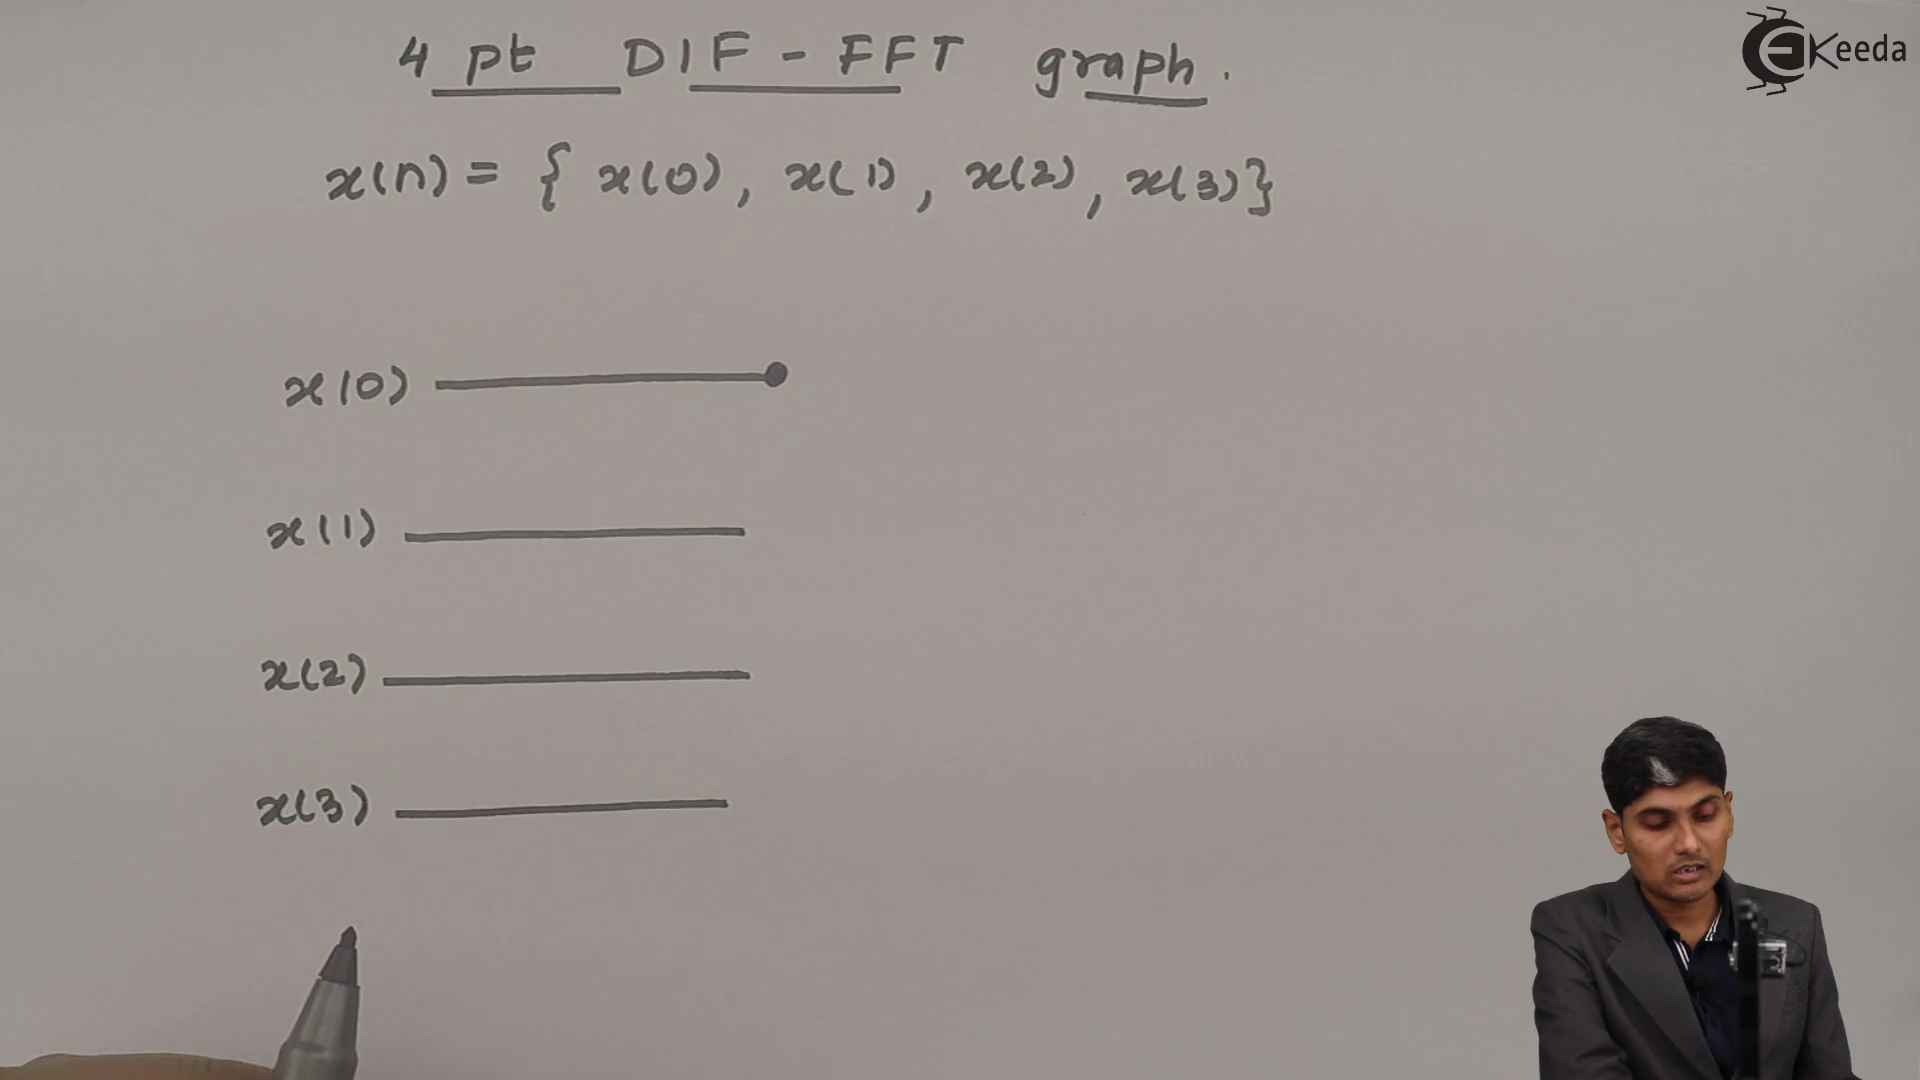 4 pt DIF - FFT graph.
Ekeeda
x(n) = { x(0), x(1), x(2), x(3)}
x(0)
x(1)
x(2)
x(3)